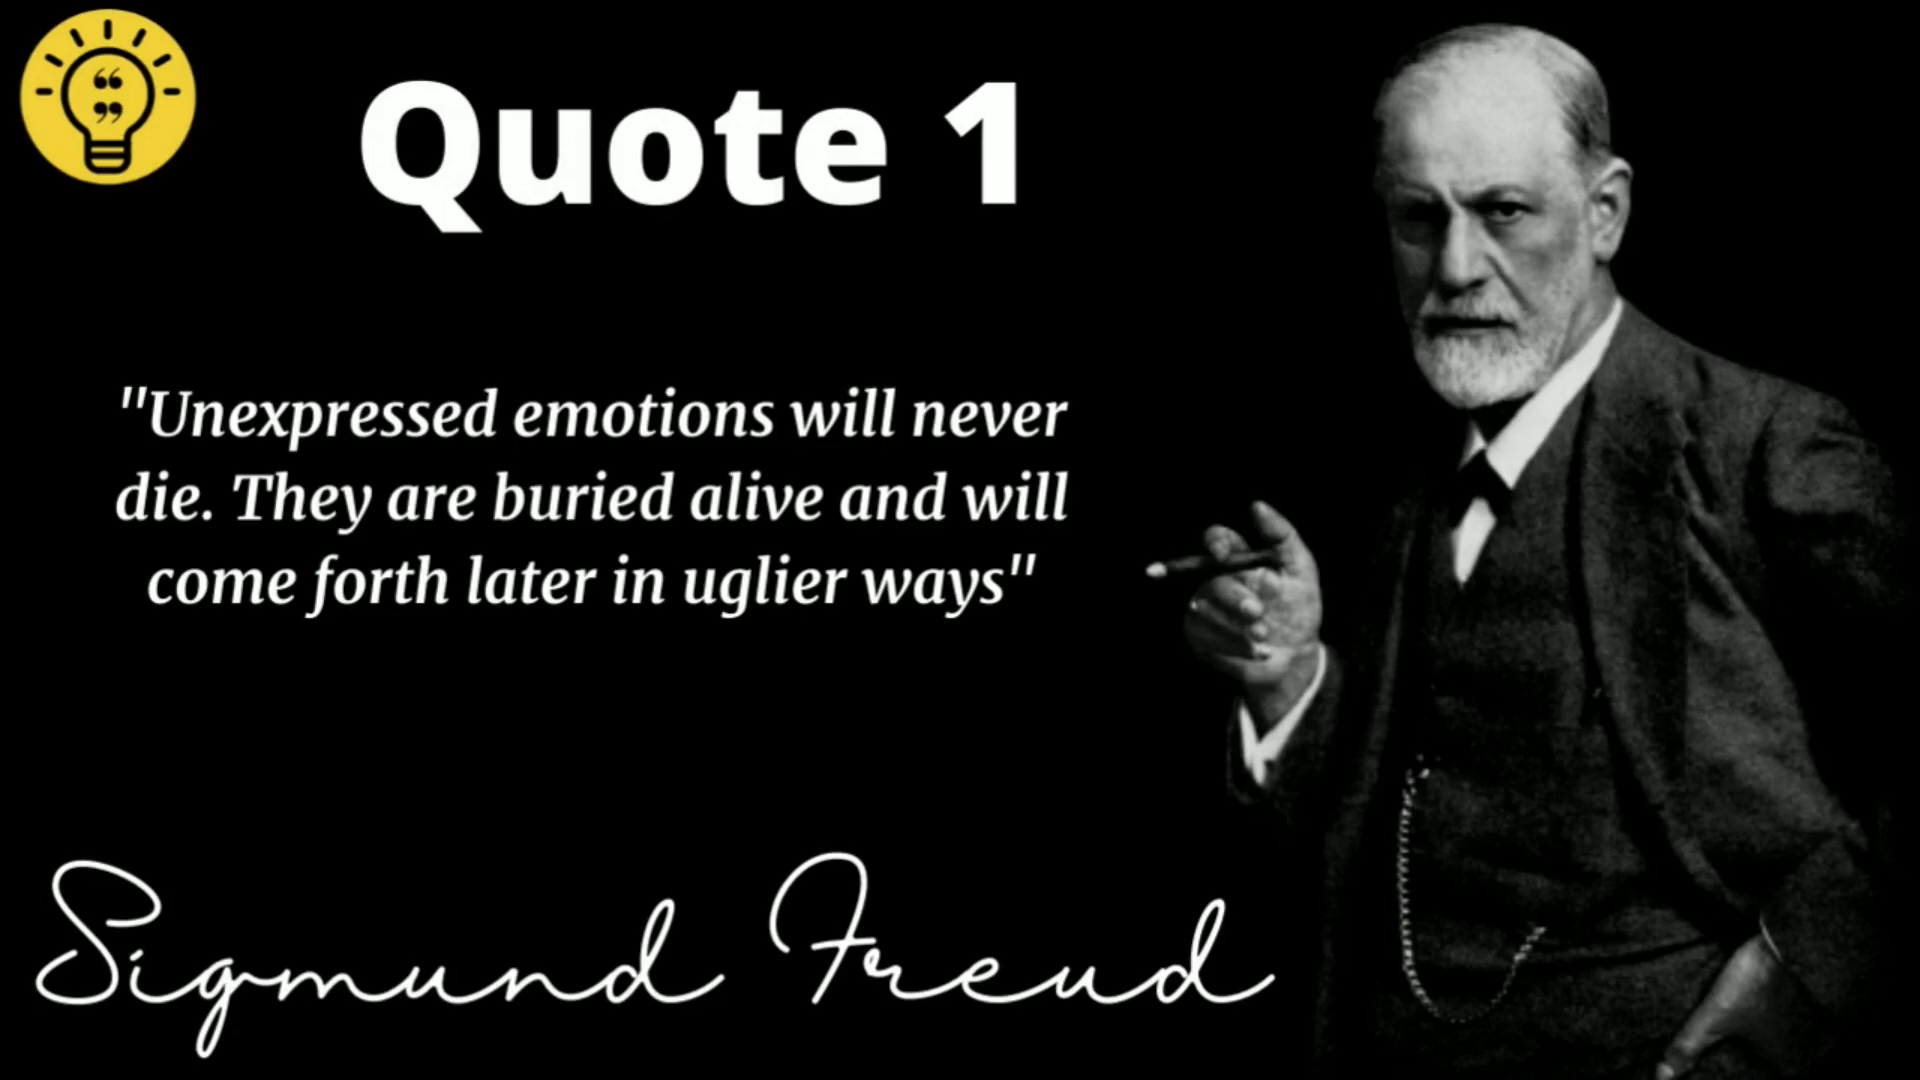 Quote 1
"Unexpressed emotions will never
die. They are buried alive and will
come forth later in uglier ways"
Sigmund Freud